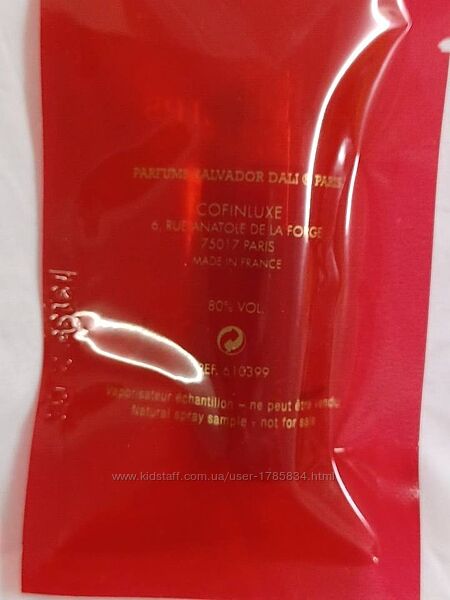 PARFUMS SALVADOR DALI ® PARIS
COFINLUXE
6, RUE ANATOLE DE LA FORGE
75017 PARIS
MADE IN FRANCE
80% VOL.
REF. 610399
Vaporisateur échantillon – ne peut être vendu
Natural spray sample - not for sale
www.kidstaff.com.ua/user-1785834.html